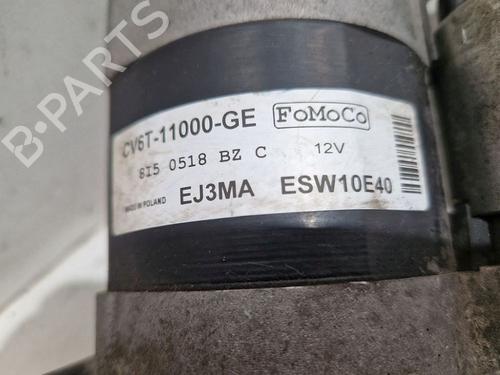 B-PARTS
CV6T-11000-GE FoMoCo
8I5 0518 BZ C 12V
MADE IN POLAND EJ3MA ESW10E40